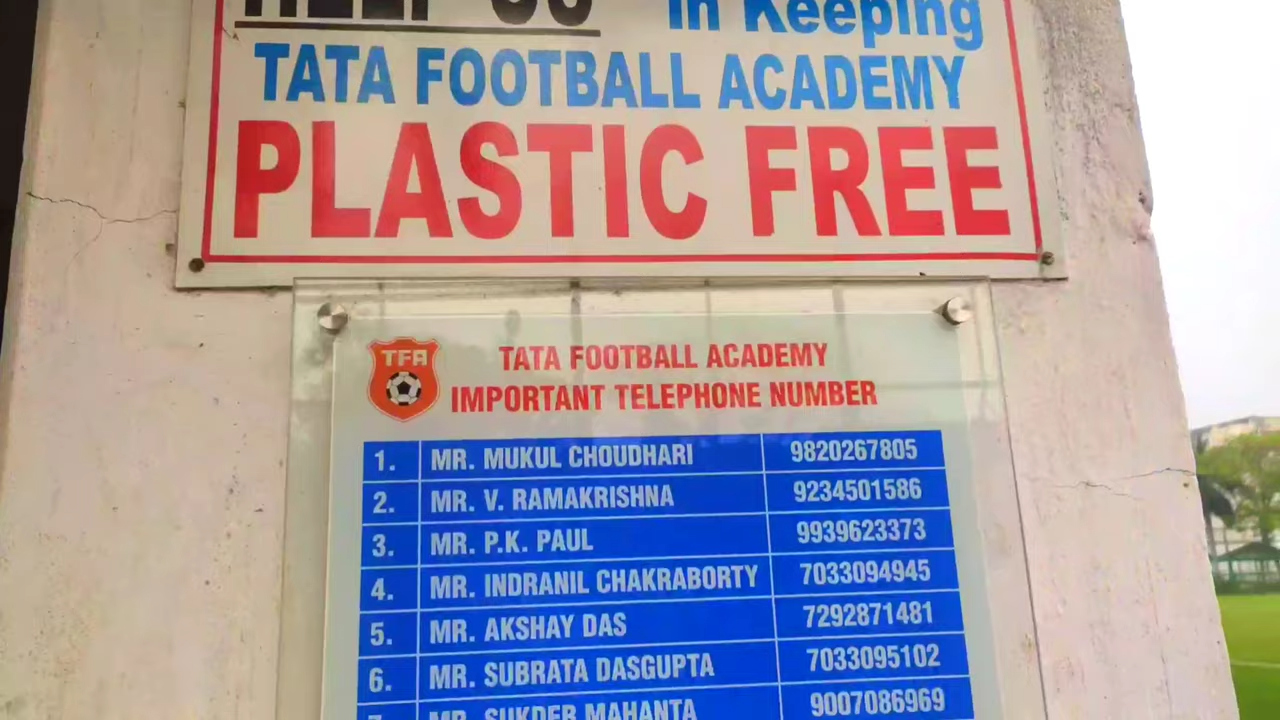 HELP US in Keeping
TATA FOOTBALL ACADEMY
PLASTIC FREE
TFA
TATA FOOTBALL ACADEMY
IMPORTANT TELEPHONE NUMBER
1. MR. MUKUL CHOUDHARI 9820267805
2. MR. V. RAMAKRISHNA 9234501586
3. MR. P.K. PAUL 9939623373
4. MR. INDRANIL CHAKRABORTY 7033094945
5. MR. AKSHAY DAS 7292871481
6. MR. SUBRATA DASGUPTA 7033095102
7. MR. SUKDEB MAHANTA 9007086969